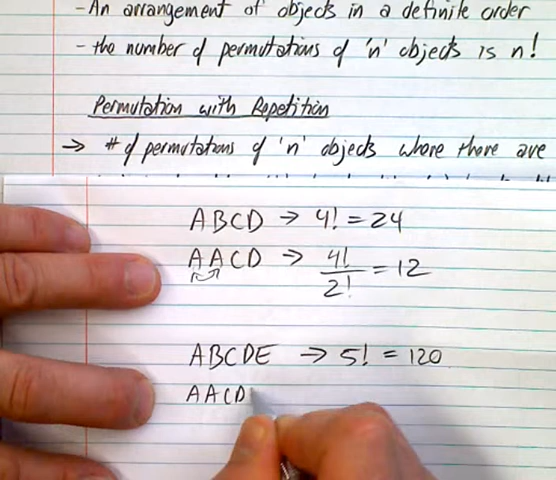 - An arrangement of objects in a definite order
- the number of permutations of 'n' objects is n!
Permutation with Repetition
→ # of permutations of 'n' objects where there are
ABCD → 4! = 24
AACD → 4!/2! = 12
ABCDE → 5! = 120
AACD